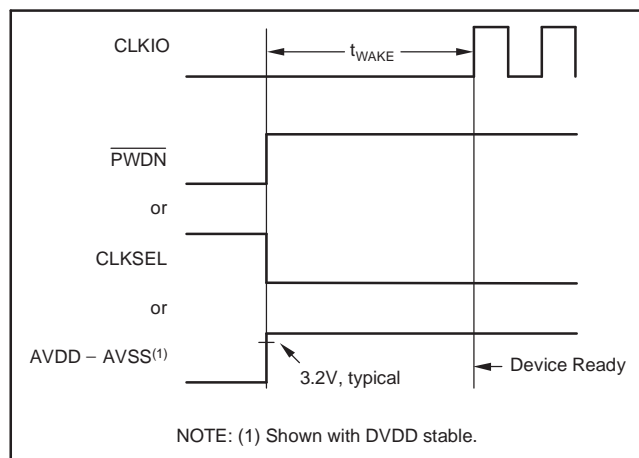 CLKIO
tWAKE
PWDN
or
CLKSEL
or
AVDD – AVSS(1)
3.2V, typical
Device Ready
NOTE: (1) Shown with DVDD stable.